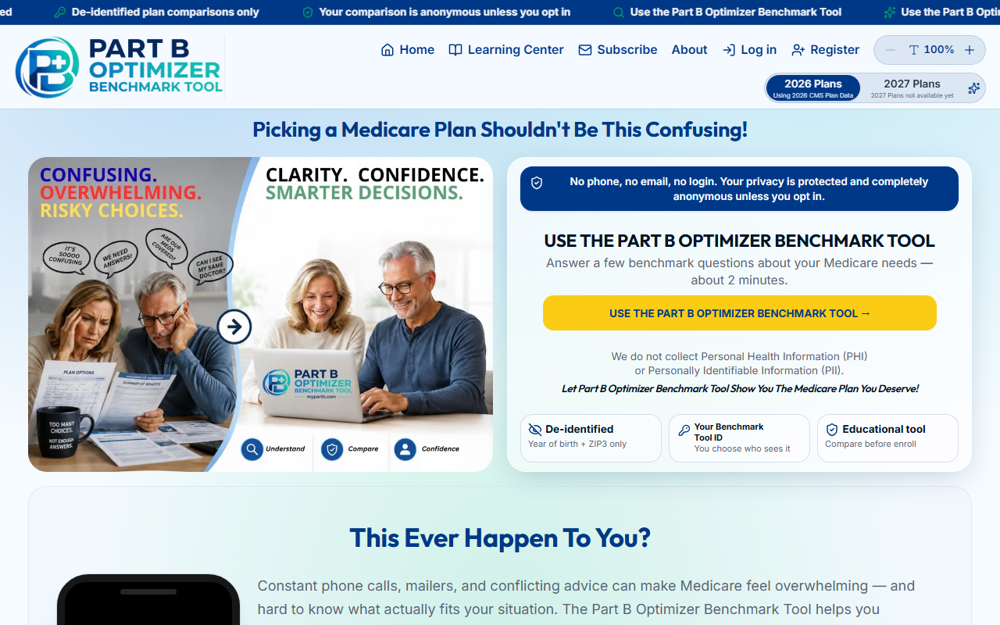 ed
De-identified plan comparisons only
Your comparison is anonymous unless you opt in
Use the Part B Optimizer Benchmark Tool
Use the Part B Opti
PART B
OPTIMIZER
BENCHMARK TOOL
Home
Learning Center
Subscribe
About
Log in
Register
100%
2026 Plans
Using 2026 CMS Plan Data
2027 Plans
2027 Plans not available yet
Picking a Medicare Plan Shouldn't Be This Confusing!
CONFUSING.
OVERWHELMING.
RISKY CHOICES.
IT'S
SOOOO
CONFUSING
WE NEED
ANSWERS!
ARE OUR
MEDS
COVERED?
CAN I SEE
MY SAME
DOCTOR?
PLAN OPTIONS
SUMMARY OF BENEFITS
TOO MANY
CHOICES.
NOT ENOUGH
ANSWERS.
CLARITY. CONFIDENCE.
SMARTER DECISIONS.
PART B
OPTIMIZER
BENCHMARK TOOL
mypartb.com
Understand
Compare
Confidence
No phone, no email, no login. Your privacy is protected and completely
anonymous unless you opt in.
USE THE PART B OPTIMIZER BENCHMARK TOOL
Answer a few benchmark questions about your Medicare needs —
about 2 minutes.
USE THE PART B OPTIMIZER BENCHMARK TOOL →
We do not collect Personal Health Information (PHI)
or Personally Identifiable Information (PII).
Let Part B Optimizer Benchmark Tool Show You The Medicare Plan You Deserve!
De-identified
Year of birth + ZIP3 only
Your Benchmark
Tool ID
You choose who sees it
Educational tool
Compare before enroll
This Ever Happen To You?
Constant phone calls, mailers, and conflicting advice can make Medicare feel overwhelming — and
hard to know what actually fits your situation. The Part B Optimizer Benchmark Tool helps you